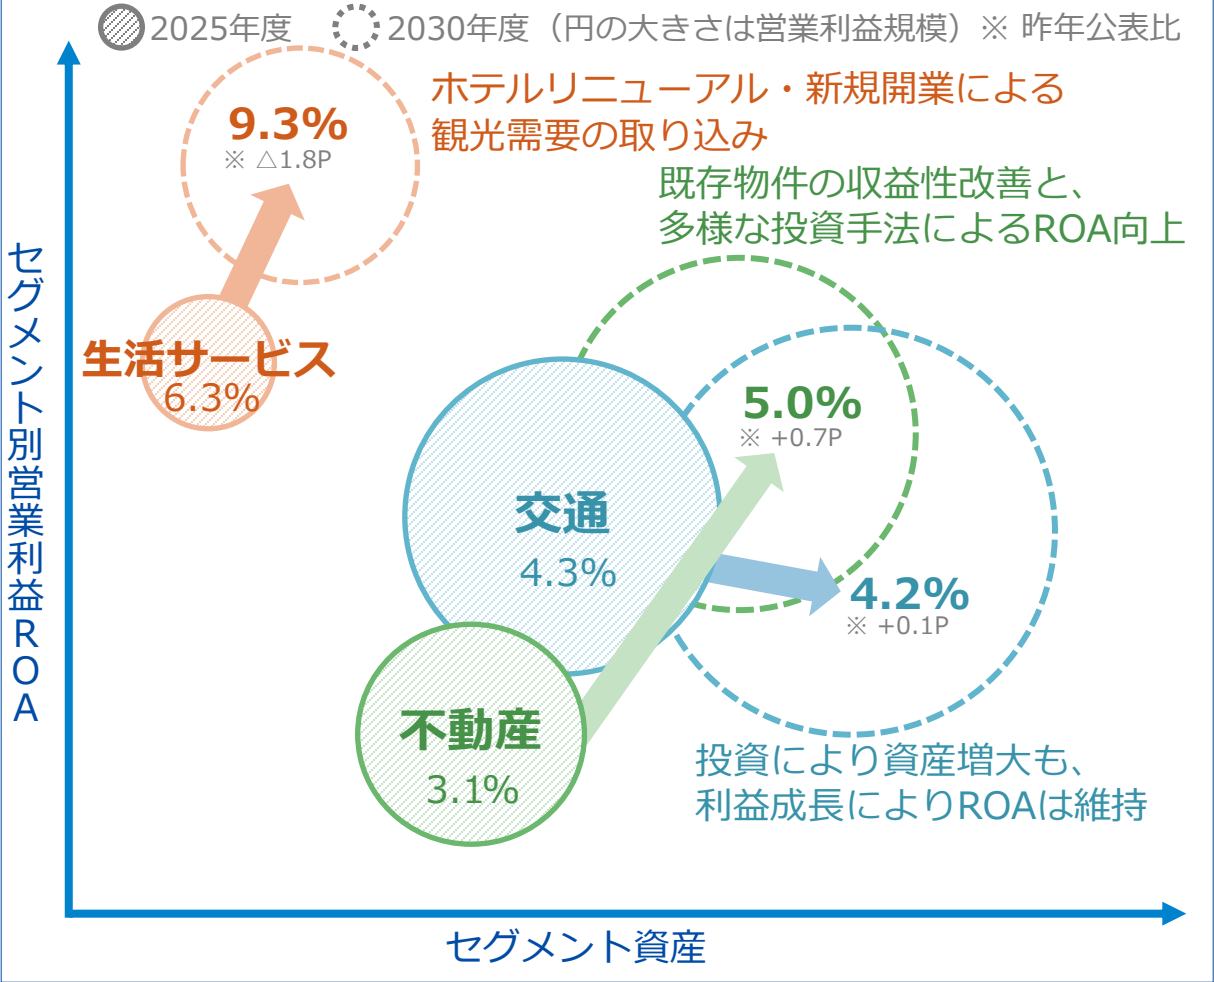 2025年度 2030年度（円の大きさは営業利益規模）※ 昨年公表比
ホテルリニューアル・新規開業による
観光需要の取り込み
9.3%
※ △1.8P
既存物件の収益性改善と、
多様な投資手法によるROA向上
生活サービス
6.3%
5.0%
※ +0.7P
交通
4.3%
4.2%
※ +0.1P
不動産
3.1%
投資により資産増大も、
利益成長によりROAは維持
セグメント別営業利益ROA
セグメント資産